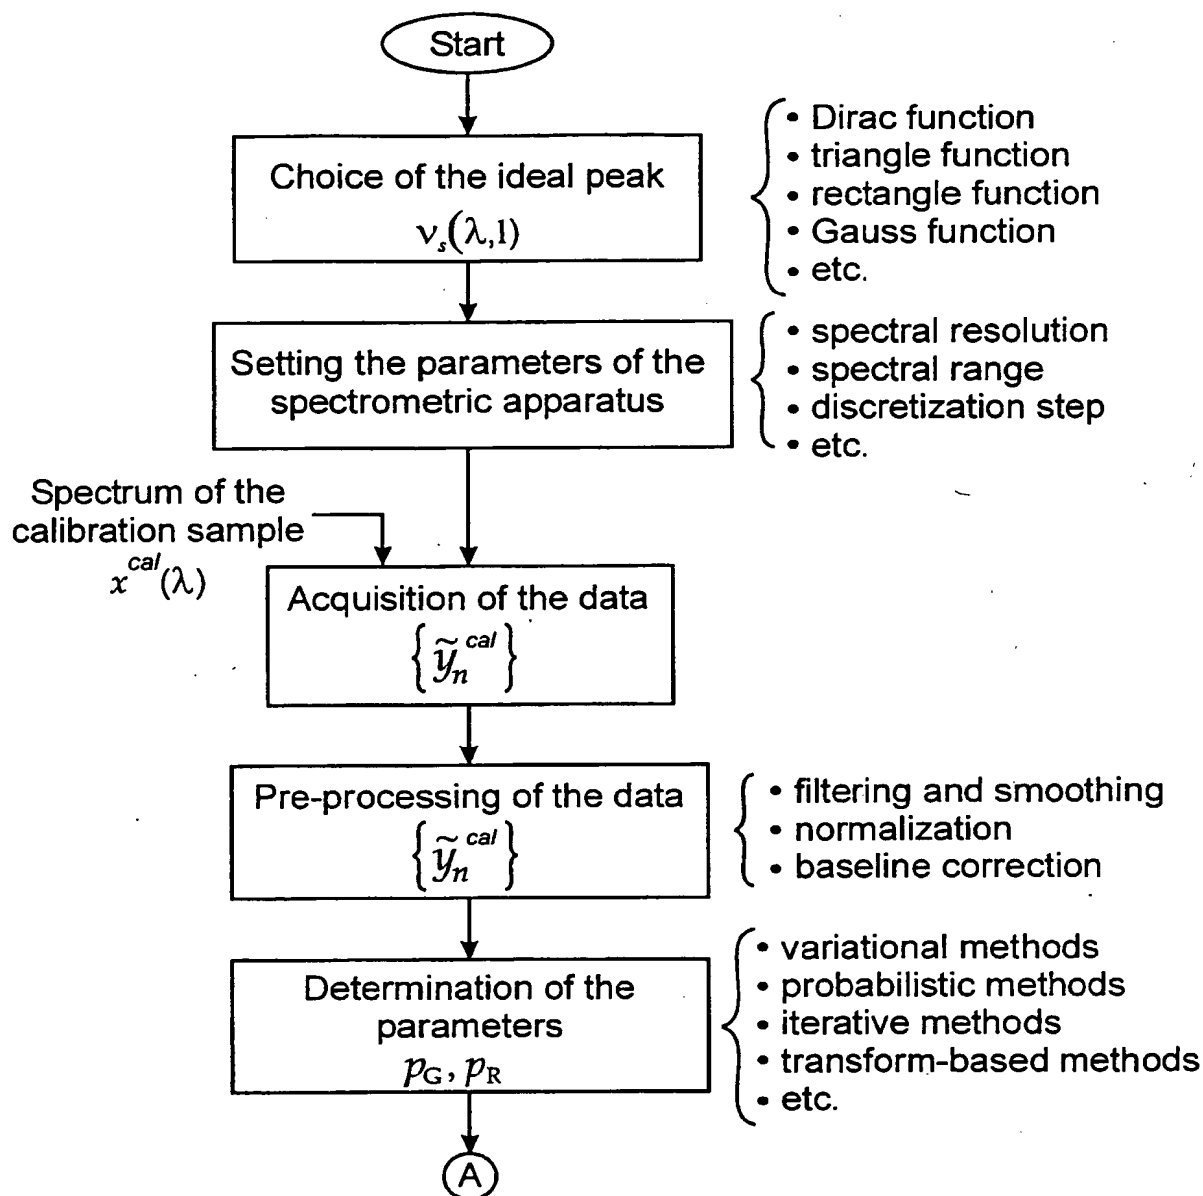 Start
Choice of the ideal peak
νₛ(λ,1)
• Dirac function
• triangle function
• rectangle function
• Gauss function
• etc.
Setting the parameters of the
spectrometric apparatus
• spectral resolution
• spectral range
• discretization step
• etc.
Spectrum of the
calibration sample
x^cal(λ)
Acquisition of the data
{ỹₙ^cal}
Pre-processing of the data
{ỹₙ^cal}
• filtering and smoothing
• normalization
• baseline correction
Determination of the
parameters
p_G, p_R
• variational methods
• probabilistic methods
• iterative methods
• transform-based methods
• etc.
A